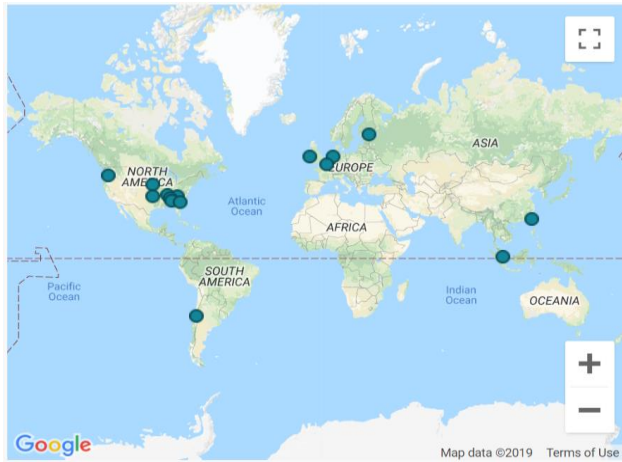 NORTH
AMERICA
Atlantic
Ocean
EUROPE
ASIA
AFRICA
SOUTH
AMERICA
Pacific
Ocean
Indian
Ocean
OCEANIA
+
−
Google
Map data ©2019 Terms of Use